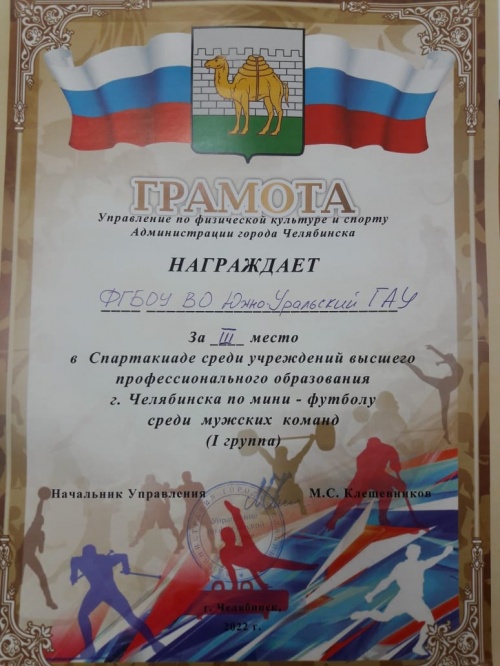 ГРАМОТА
Управление по физической культуре и спорту
Администрации города Челябинска
НАГРАЖДАЕТ
ФГБОУ ВО Южно-Уральский ГАУ
За III место
в Спартакиаде среди учреждений высшего
профессионального образования
г. Челябинска по мини - футболу
среди мужских команд
(I группа)
Начальник Управления М.С. Клещевников
г. Челябинск,
2022 г.